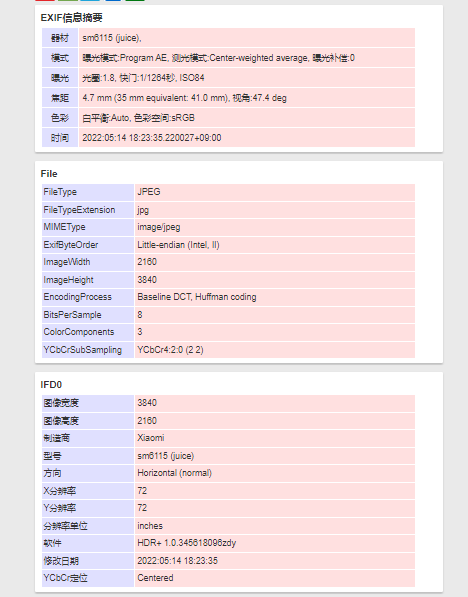 EXIF信息摘要
器材 sm6115 (juice),
模式 曝光模式:Program AE, 测光模式:Center-weighted average, 曝光补偿:0
曝光 光圈:1.8, 快门:1/1264秒, ISO84
焦距 4.7 mm (35 mm equivalent: 41.0 mm), 视角:47.4 deg
色彩 白平衡:Auto, 色彩空间:sRGB
时间 2022:05:14 18:23:35.220027+09:00
File
FileType JPEG
FileTypeExtension jpg
MIMEType image/jpeg
ExifByteOrder Little-endian (Intel, II)
ImageWidth 2160
ImageHeight 3840
EncodingProcess Baseline DCT, Huffman coding
BitsPerSample 8
ColorComponents 3
YCbCrSubSampling YCbCr4:2:0 (2 2)
IFD0
图像宽度 3840
图像高度 2160
制造商 Xiaomi
型号 sm6115 (juice)
方向 Horizontal (normal)
X分辨率 72
Y分辨率 72
分辨率单位 inches
软件 HDR+ 1.0.345618096zdy
修改日期 2022:05:14 18:23:35
YCbCr定位 Centered